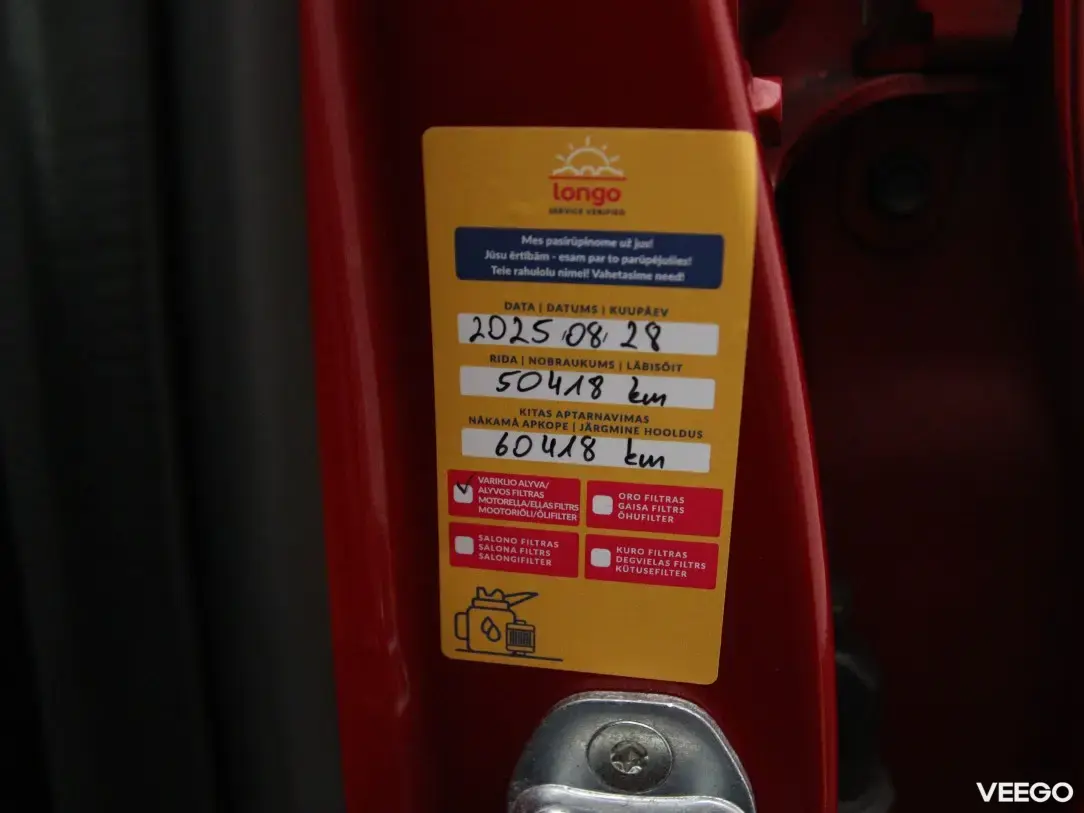 longo
SERVICE VERIFIED
Mes pasirūpinome už jus!
Jūsu ērtībām - esam par to parūpējušies!
Teie rahulolu nimel! Vahetasime need!
DATA | DATUMS | KUUPÄEV
2025.08.28
RIDA | NOBRAUKUMS | LÄBISÕIT
50418 km
KITAS APTARNAVIMAS
NĀKAMĀ APKOPE | JÄRGMINE HOOLDUS
60418 km
VARIKLIO ALYVA/
ALYVOS FILTRAS
MOTORELLA/ELLAS FILTRS
MOOTORIÕLI/ÕLIFILTER
ORO FILTRAS
GAISA FILTRS
ÕHUFILTER
SALONO FILTRAS
SALONA FILTRS
SALONGIFILTER
KURO FILTRAS
DEGVIELAS FILTRS
KÜTUSEFILTER
VEEGO